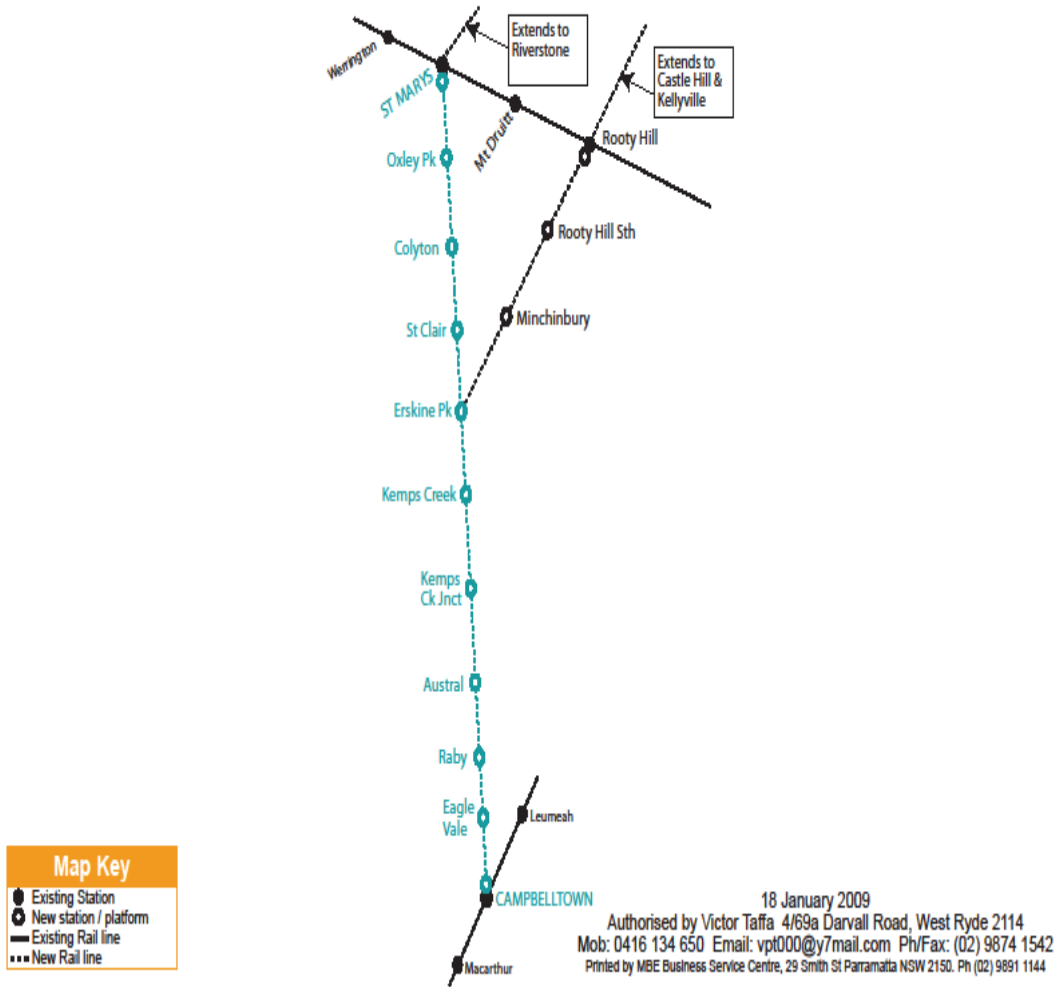 Extends to
Riverstone
Werrington
Extends to
Castle Hill &
Kellyville
ST MARYS
Mt Druitt
Rooty Hill
Oxley Pk
Rooty Hill Sth
Colyton
Minchinbury
St Clair
Erskine Pk
Kemps Creek
Kemps
Ck Jnct
Austral
Raby
Eagle
Vale
Leumeah
CAMPBELLTOWN
Macarthur
Map Key
Existing Station
New station / platform
Existing Rail line
New Rail line
18 January 2009
Authorised by Victor Taffa 4/69a Darvall Road, West Ryde 2114
Mob: 0416 134 650 Email: vpt000@y7mail.com Ph/Fax: (02) 9874 1542
Printed by MBE Business Service Centre, 29 Smith St Parramatta NSW 2150. Ph (02) 9891 1144